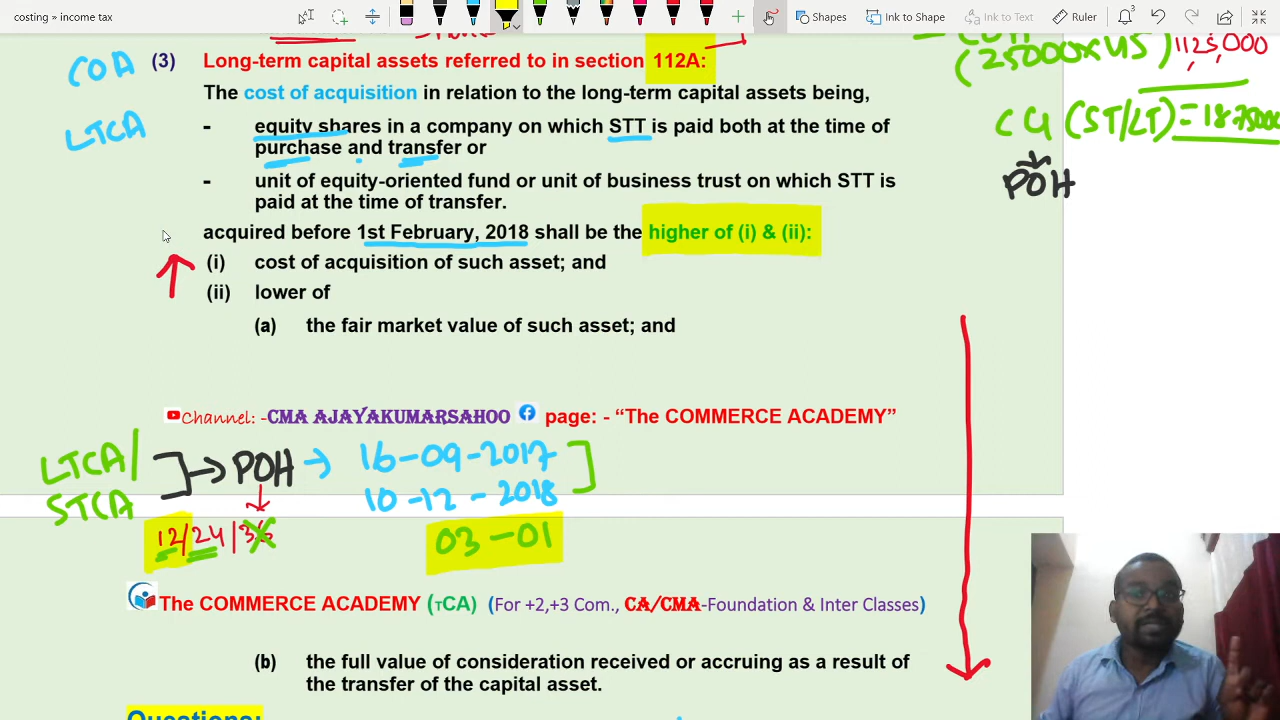 costing » income tax
Shapes
Ink to Shape
Ink to Text
Ruler
(25000×45) 1125,000
COA
(3) Long-term capital assets referred to in section 112A:
The cost of acquisition in relation to the long-term capital assets being,
LTCA
- equity shares in a company on which STT is paid both at the time of
purchase and transfer or
CG (ST/LT) = 1875000
POH
- unit of equity-oriented fund or unit of business trust on which STT is
paid at the time of transfer.
acquired before 1st February, 2018 shall be the higher of (i) & (ii):
(i) cost of acquisition of such asset; and
(ii) lower of
(a) the fair market value of such asset; and
Channel: -CMA AJAYAKUMARSAHOO page: - “The COMMERCE ACADEMY”
LTCA/
STCA
POH → 16-09-2017
10-12-2018
12/24/36
03-01
The COMMERCE ACADEMY (TCA) (For +2,+3 Com., CA/CMA-Foundation & Inter Classes)
(b) the full value of consideration received or accruing as a result of
the transfer of the capital asset.
Questions: